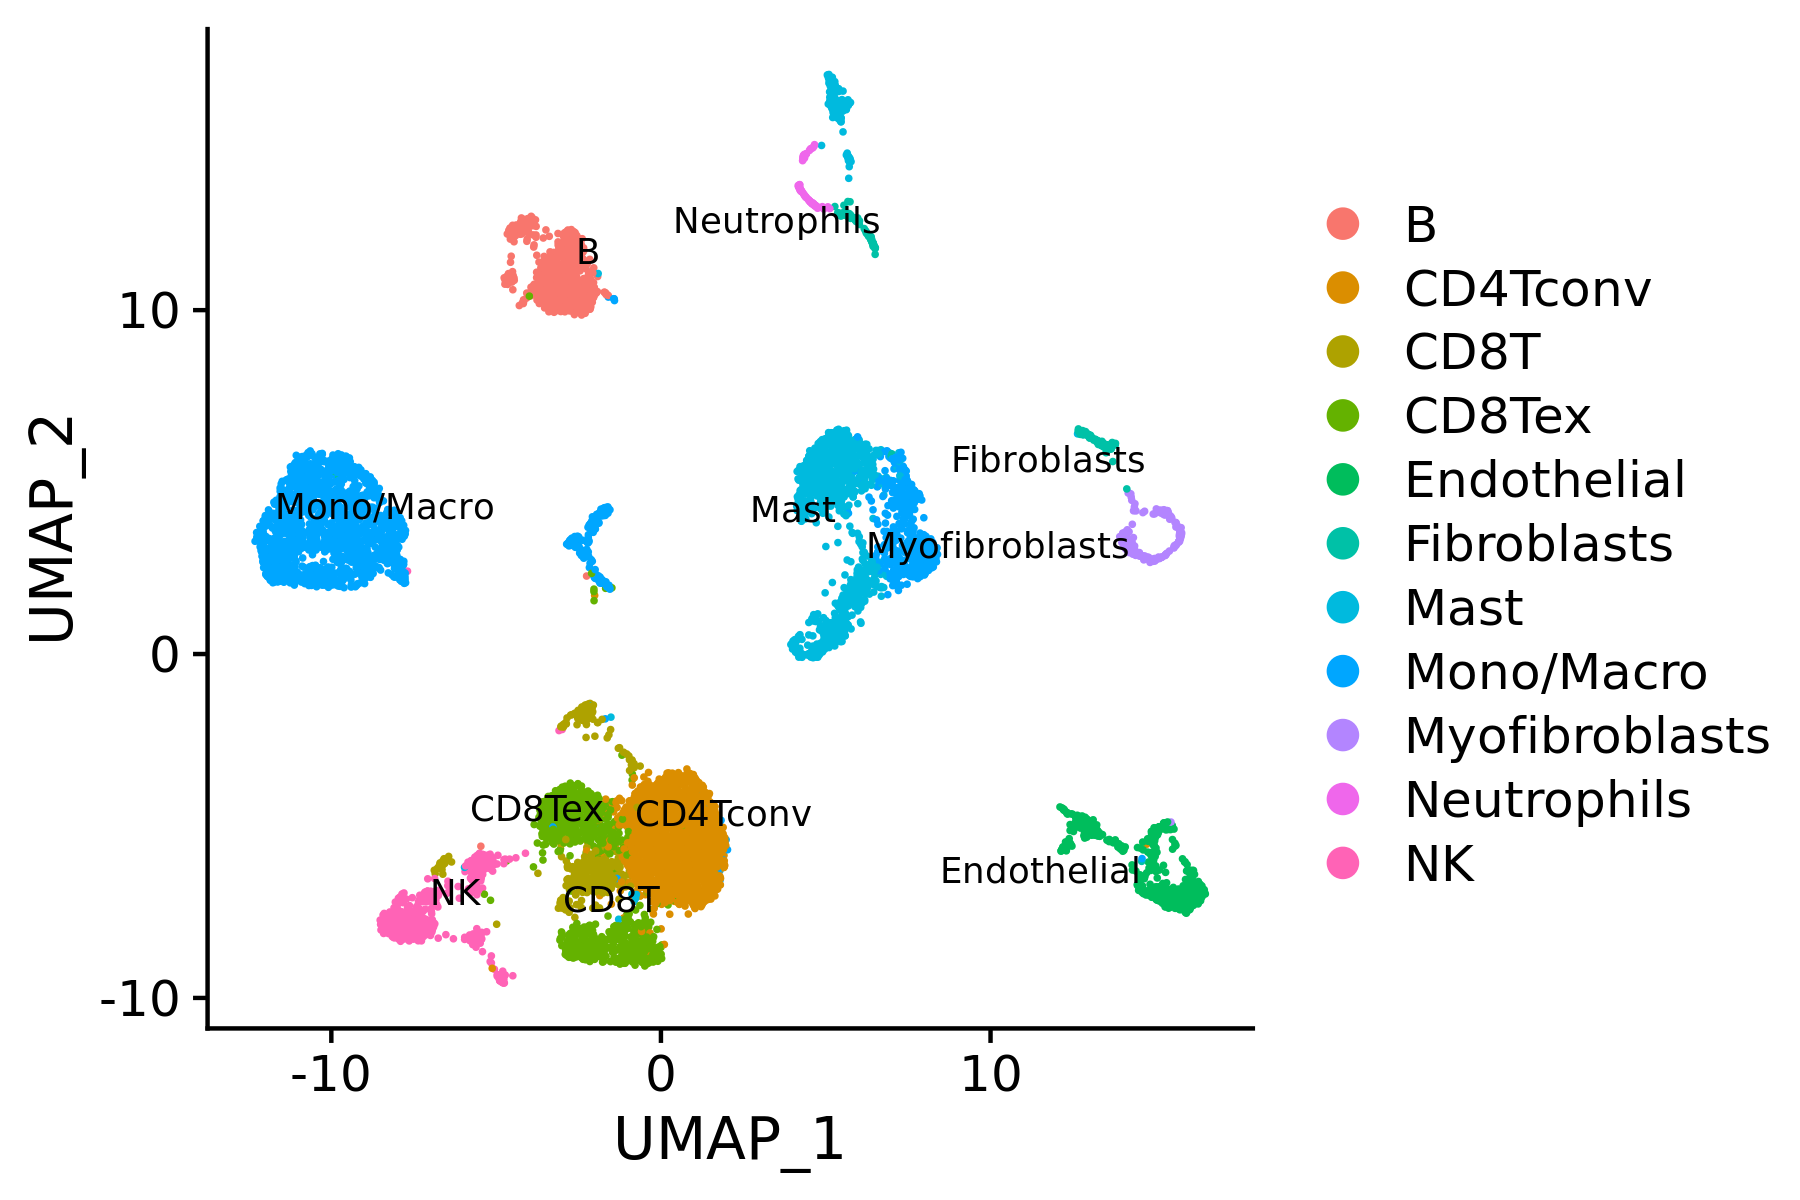 Neutrophils
B
Fibroblasts
Mono/Macro
Mast
Myofibroblasts
CD8Tex
CD4Tconv
Endothelial
NK
CD8T
UMAP_2
10
0
-10
-10
0
10
UMAP_1
B
CD4Tconv
CD8T
CD8Tex
Endothelial
Fibroblasts
Mast
Mono/Macro
Myofibroblasts
Neutrophils
NK